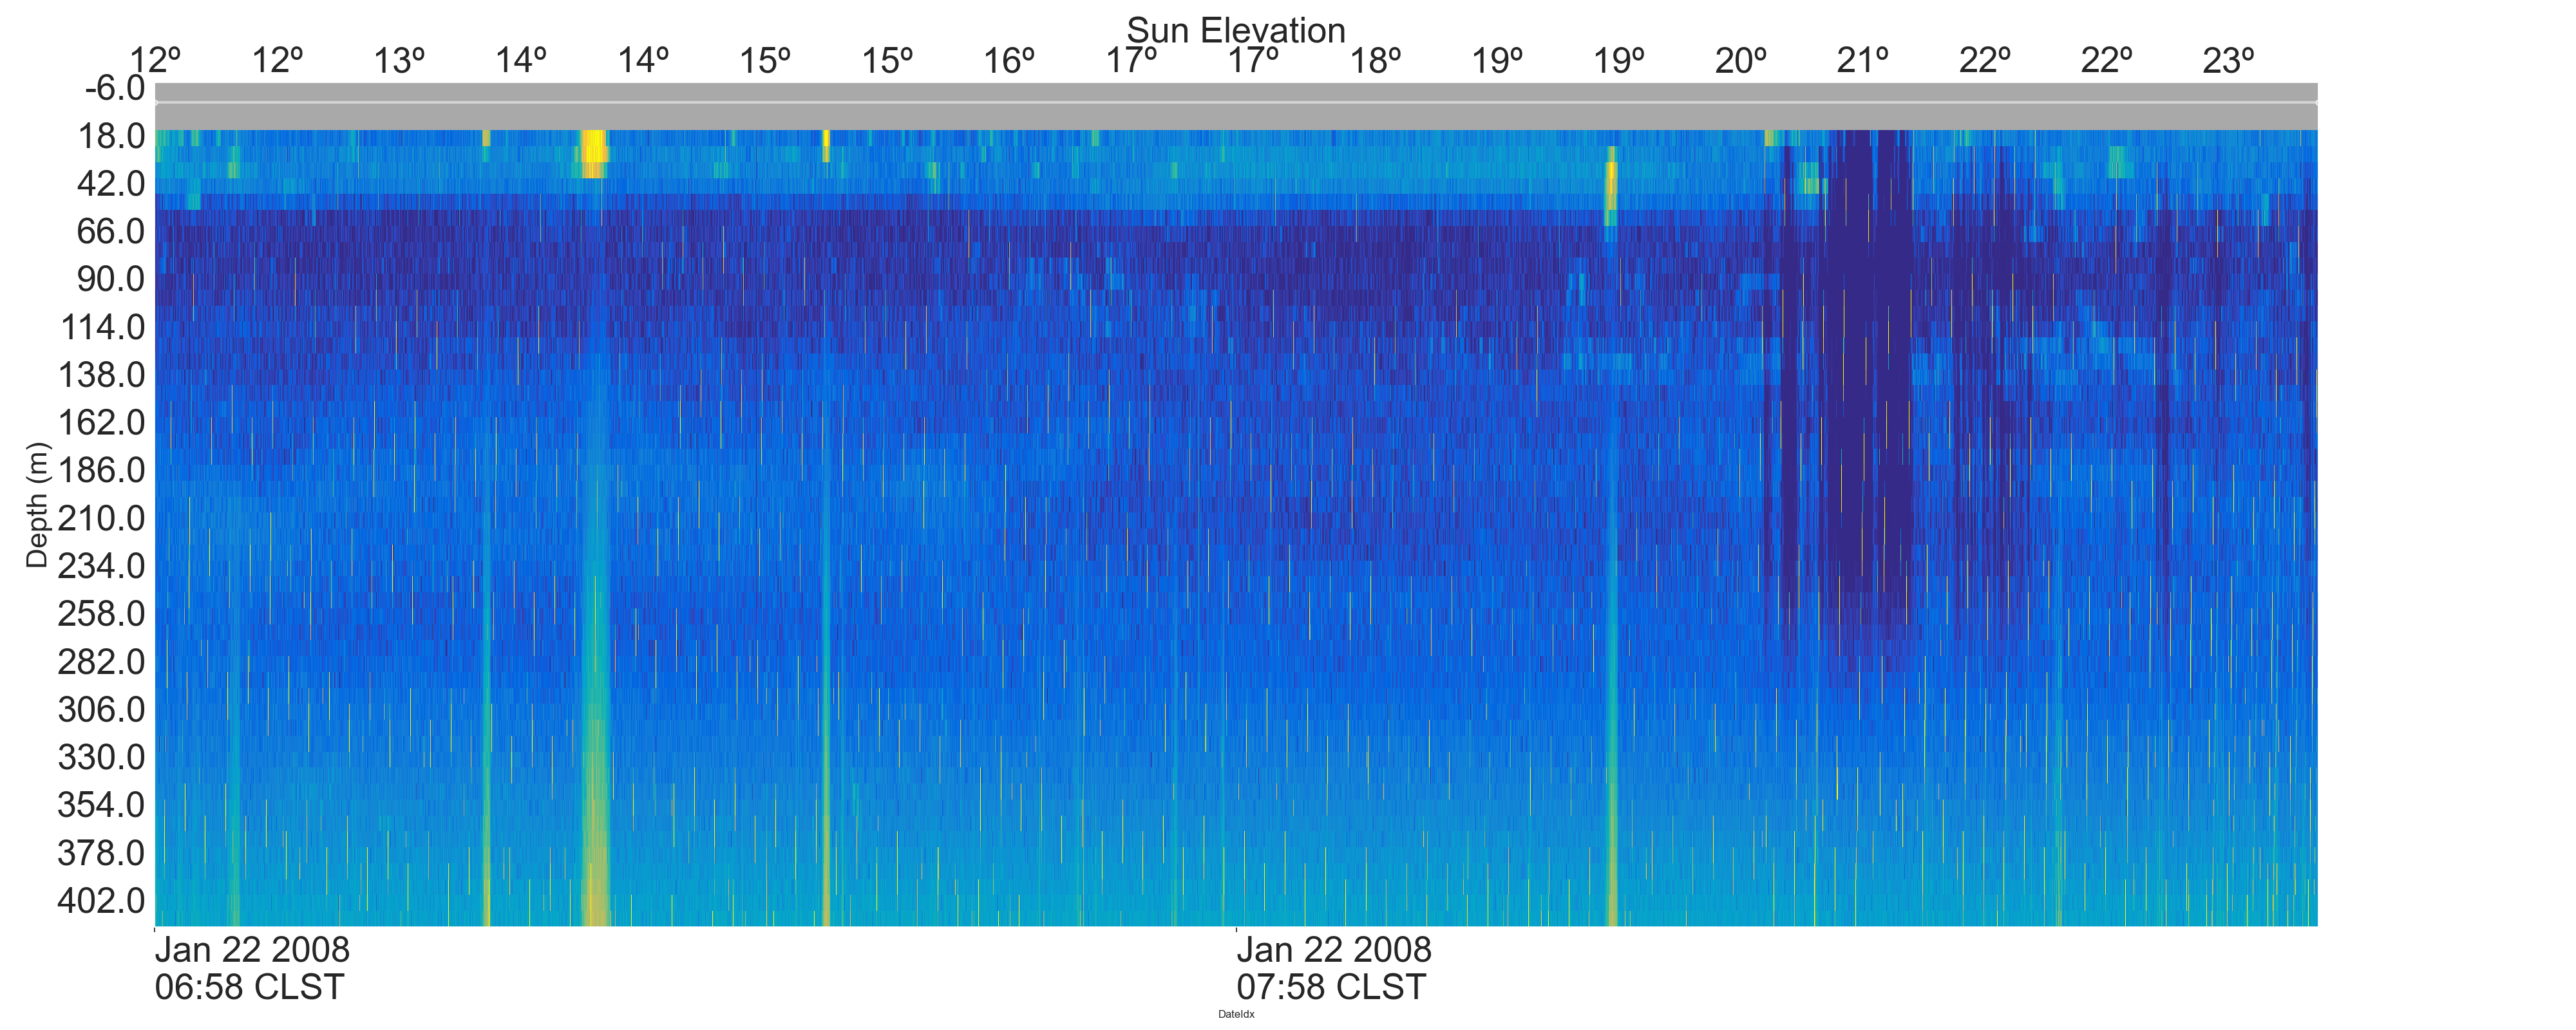 Sun Elevation
12º 12º 13º 14º 14º 15º 15º 16º 17º 17º 18º 19º 19º 20º 21º 22º 22º 23º
-6.0
18.0
42.0
66.0
90.0
114.0
138.0
162.0
186.0
210.0
234.0
258.0
282.0
306.0
330.0
354.0
378.0
402.0
Depth (m)
Jan 22 2008
06:58 CLST
Jan 22 2008
07:58 CLST
DateIdx